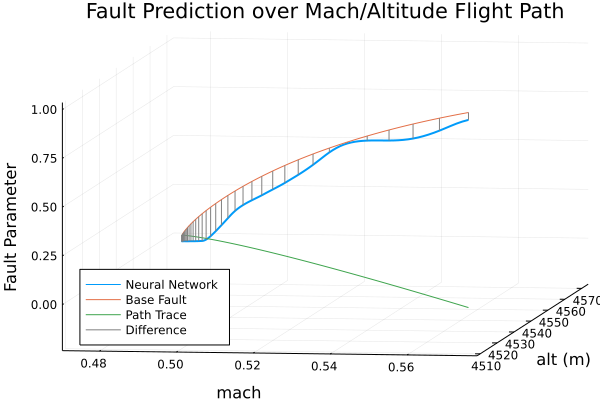 Fault Prediction over Mach/Altitude Flight Path
1.00
0.75
0.50
0.25
0.00
Fault Parameter
Neural Network
Base Fault
Path Trace
Difference
0.48
0.50
0.52
0.54
0.56
mach
4510
4520
4530
4540
4550
4560
4570
alt (m)